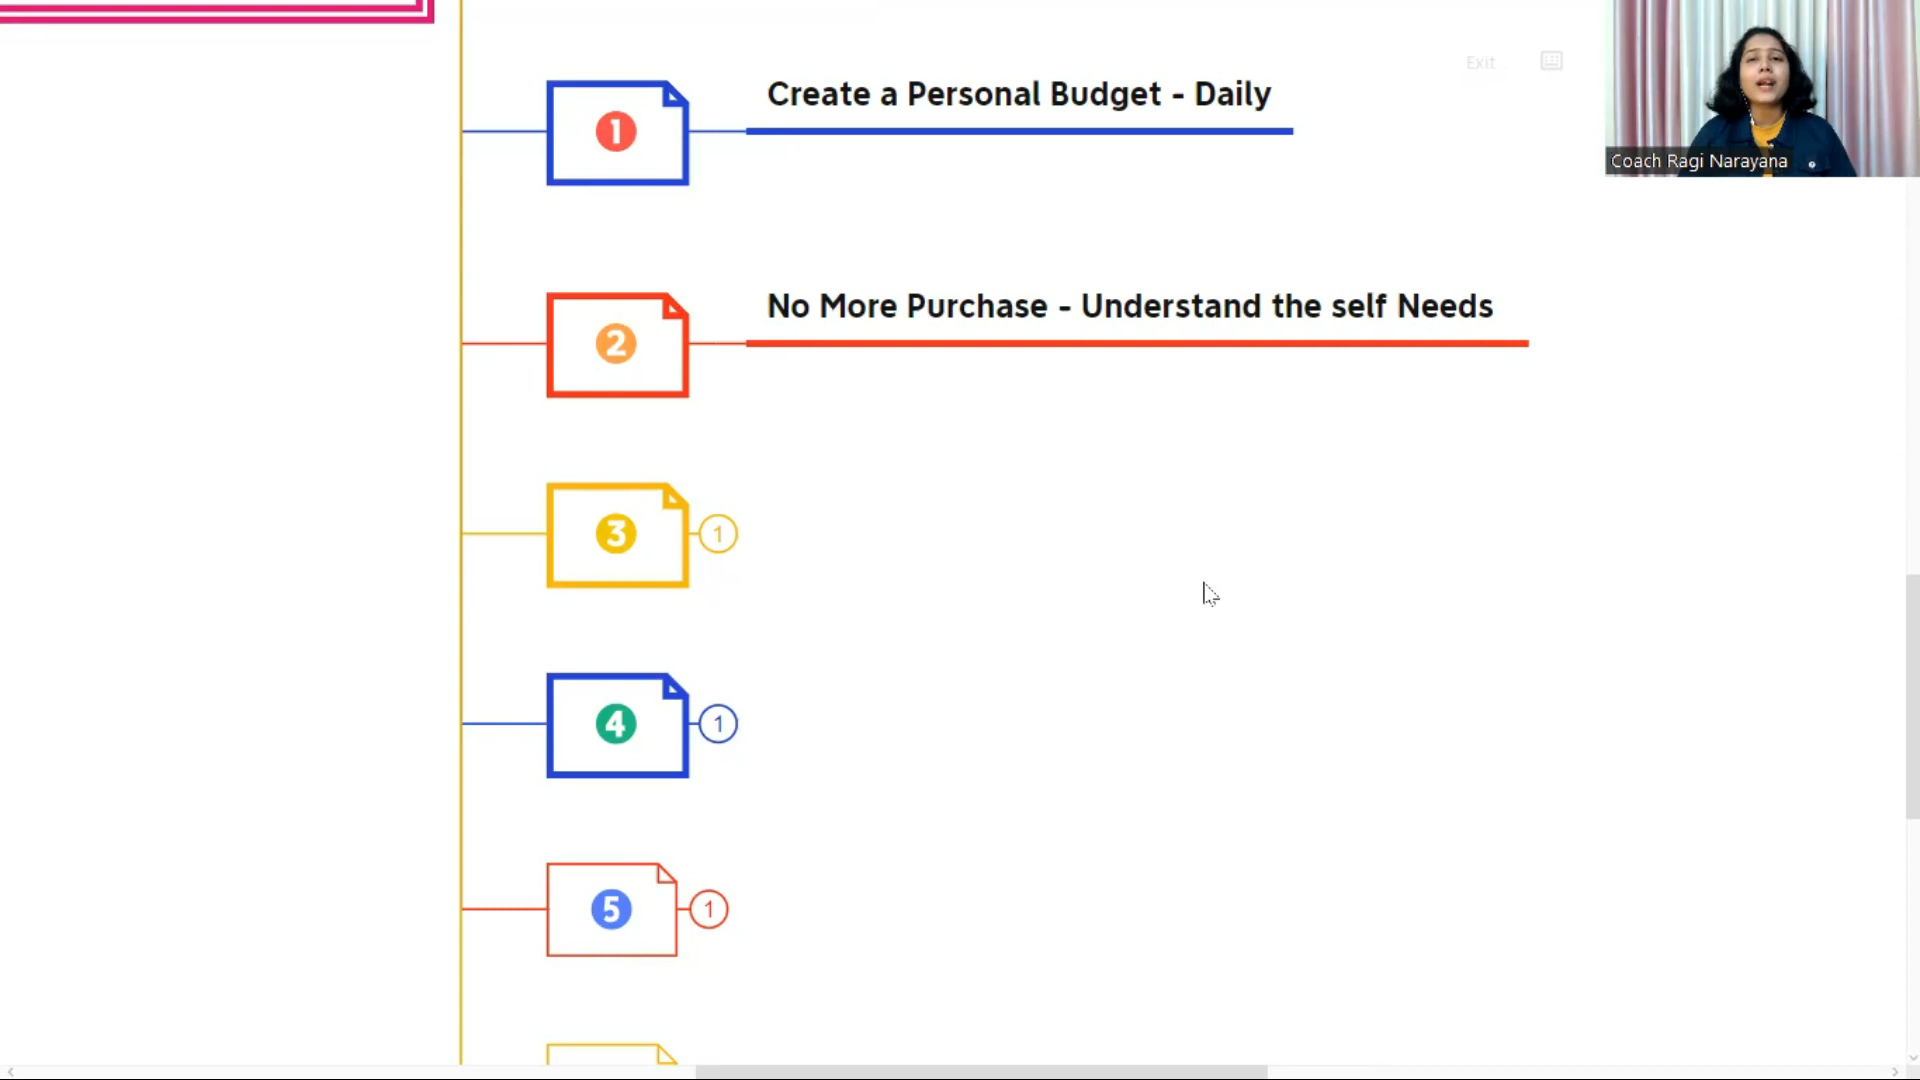 Exit
Coach Ragi Narayana
1
Create a Personal Budget - Daily
2
No More Purchase - Understand the self Needs
3
1
4
1
5
1